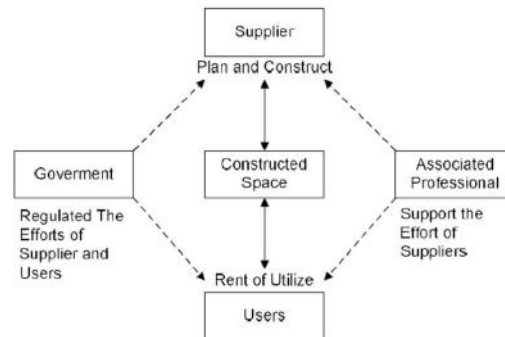 Supplier
Plan and Construct
Goverment
Regulated The
Efforts of
Supplier and
Users
Constructed
Space
Associated
Professional
Support the
Effort of
Suppliers
Rent of Utilize
Users